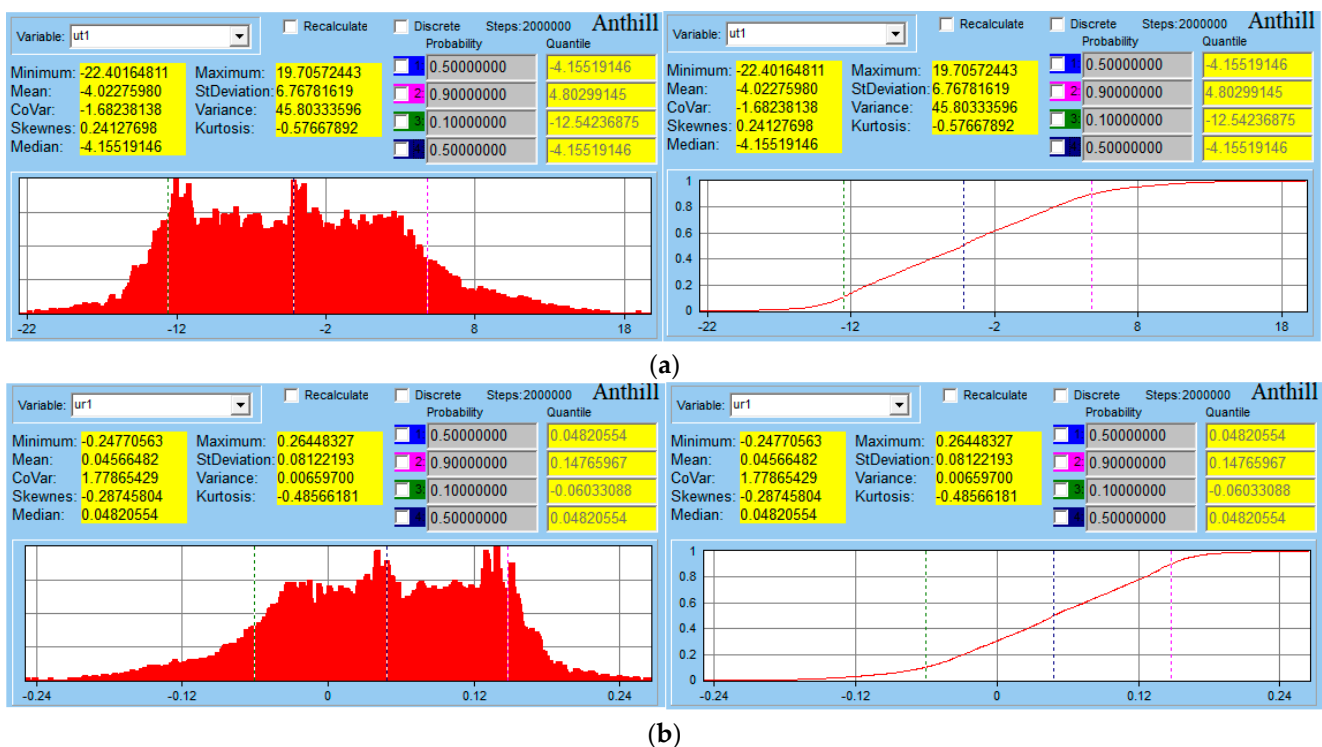 Variable: ut1 Recalculate Discrete Steps:2000000 Anthill
Probability Quantile
Minimum: -22.40164811 Maximum: 19.70572443 1 0.50000000 -4.15519146
Mean: -4.02275980 StDeviation: 6.76781619 2 0.90000000 4.80299145
CoVar: -1.68238138 Variance: 45.80333596 3 0.10000000 -12.54236875
Skewnes: 0.24127698 Kurtosis: -0.57667892
Median: -4.15519146 4 0.50000000 -4.15519146
-22 -12 -2 8 18
Variable: ut1 Recalculate Discrete Steps:2000000 Anthill
Probability Quantile
Minimum: -22.40164811 Maximum: 19.70572443 1 0.50000000 -4.15519146
Mean: -4.02275980 StDeviation: 6.76781619 2 0.90000000 4.80299145
CoVar: -1.68238138 Variance: 45.80333596 3 0.10000000 -12.54236875
Skewnes: 0.24127698 Kurtosis: -0.57667892
Median: -4.15519146 4 0.50000000 -4.15519146
1
0.8
0.6
0.4
0.2
0
-22 -12 -2 8 18
(a)
Variable: ur1 Recalculate Discrete Steps:2000000 Anthill
Probability Quantile
Minimum: -0.24770563 Maximum: 0.26448327 1 0.50000000 0.04820554
Mean: 0.04566482 StDeviation: 0.08122193 2 0.90000000 0.14765967
CoVar: 1.77865429 Variance: 0.00659700 3 0.10000000 -0.06033088
Skewnes: -0.28745804 Kurtosis: -0.48566181
Median: 0.04820554 4 0.50000000 0.04820554
-0.24 -0.12 0 0.12 0.24
Variable: ur1 Recalculate Discrete Steps:2000000 Anthill
Probability Quantile
Minimum: -0.24770563 Maximum: 0.26448327 1 0.50000000 0.04820554
Mean: 0.04566482 StDeviation: 0.08122193 2 0.90000000 0.14765967
CoVar: 1.77865429 Variance: 0.00659700 3 0.10000000 -0.06033088
Skewnes: -0.28745804 Kurtosis: -0.48566181
Median: 0.04820554 4 0.50000000 0.04820554
1
0.8
0.6
0.4
0.2
0
-0.24 -0.12 0 0.12 0.24
(b)